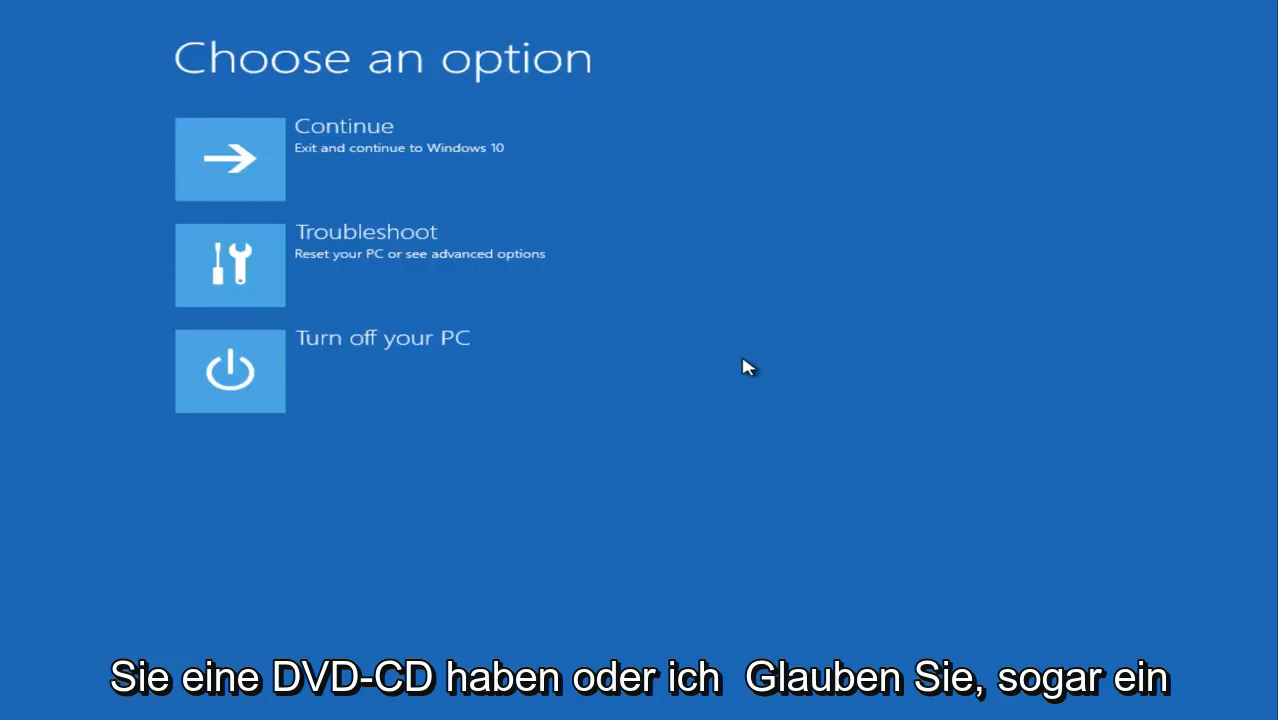 Choose an option
Continue
Exit and continue to Windows 10
Troubleshoot
Reset your PC or see advanced options
Turn off your PC
Sie eine DVD-CD haben oder ich Glauben Sie, sogar ein